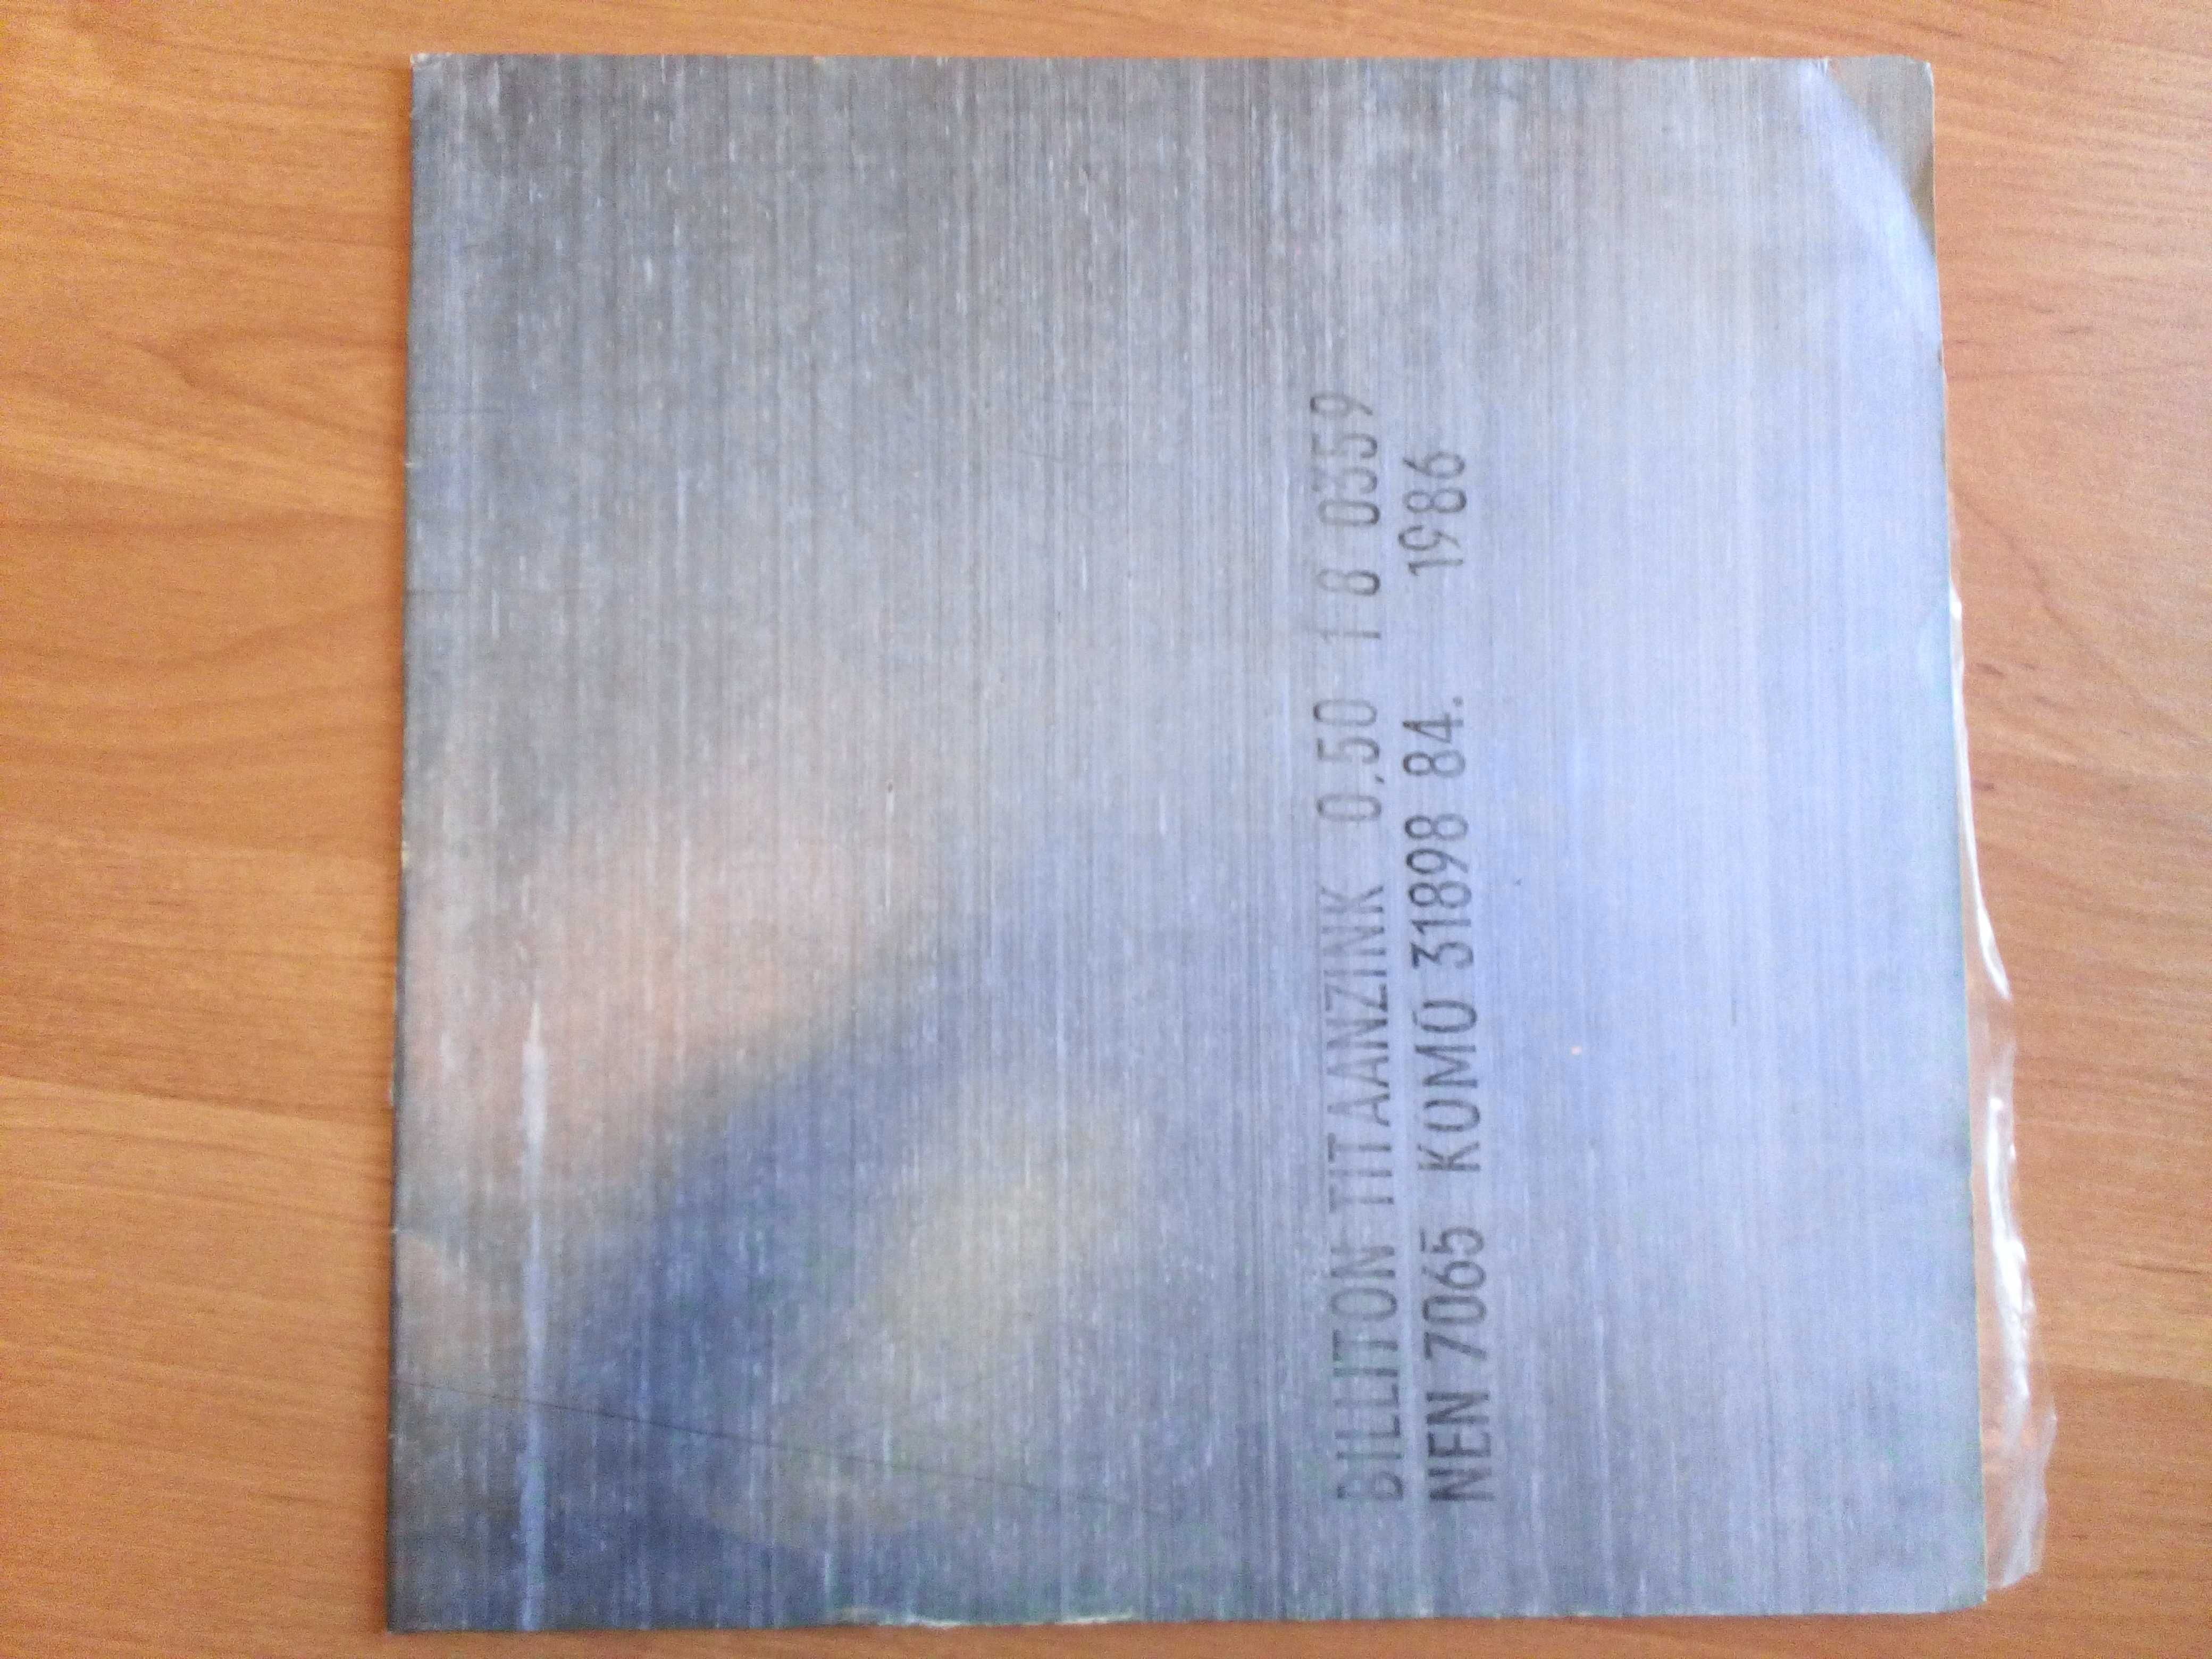 BILLITON TITAANZINK 0,50 1 8 0359
NEN 7065 KOMO 31898 84. 1986